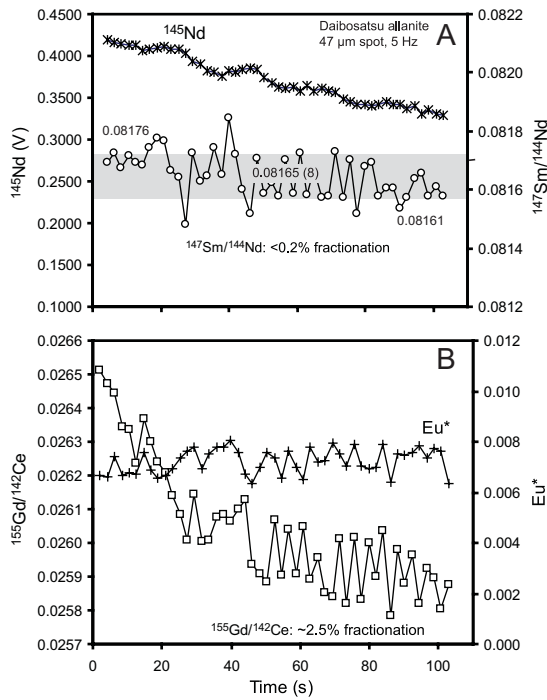 0.4500
0.4000
0.3500
0.3000
0.2500
0.2000
0.1500
0.1000
¹⁴⁵Nd (V)
¹⁴⁵Nd
Daibosatsu allanite
47 µm spot, 5 Hz
A
0.08176
0.08165 (8)
0.08161
¹⁴⁷Sm/¹⁴⁴Nd: <0.2% fractionation
0.0822
0.0820
0.0818
0.0816
0.0814
0.0812
¹⁴⁷Sm/¹⁴⁴Nd
0.0266
0.0265
0.0264
0.0263
0.0262
0.0261
0.0260
0.0259
0.0258
0.0257
¹⁵⁵Gd/¹⁴²Ce
B
Eu*
¹⁵⁵Gd/¹⁴²Ce: ~2.5% fractionation
0.012
0.010
0.008
0.006
0.004
0.002
0.000
Eu*
0 20 40 60 80 100
Time (s)